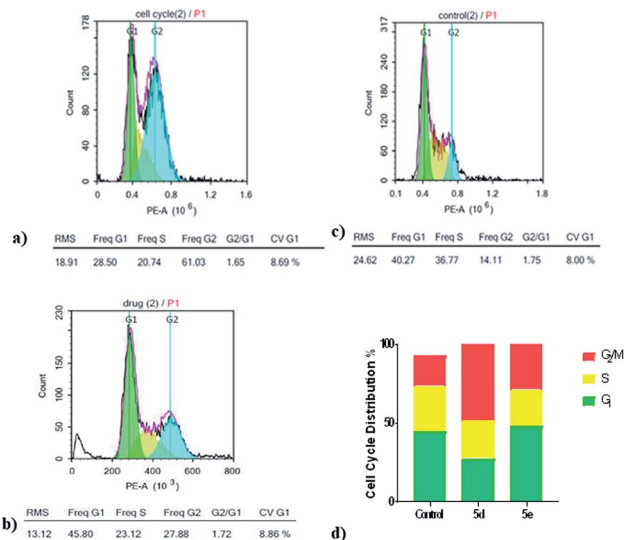 cell cycle(2) / P1
178
G1 G2
120
80
40
0
Count
0 0.4 0.8 1.2 1.6
PE-A (10 6)
a)
RMS Freq G1 Freq S Freq G2 G2/G1 CV G1
18.91 28.50 20.74 61.03 1.65 8.69 %
control(2) / P1
317
G1 G2
240
180
120
60
0
Count
0.1 0.4 0.8 1.2 1.8
PE-A (10 6)
c)
RMS Freq G1 Freq S Freq G2 G2/G1 CV G1
24.62 40.27 36.77 14.11 1.75 8.00 %
drug (2) / P1
230
G1 G2
150
100
50
0
Count
200 400 600 800
PE-A (10 3)
b)
RMS Freq G1 Freq S Freq G2 G2/G1 CV G1
13.12 45.80 23.12 27.88 1.72 8.86 %
100
50
0
Cell Cycle Distribution %
Control 5d 5e
G2/M
S
G1
d)